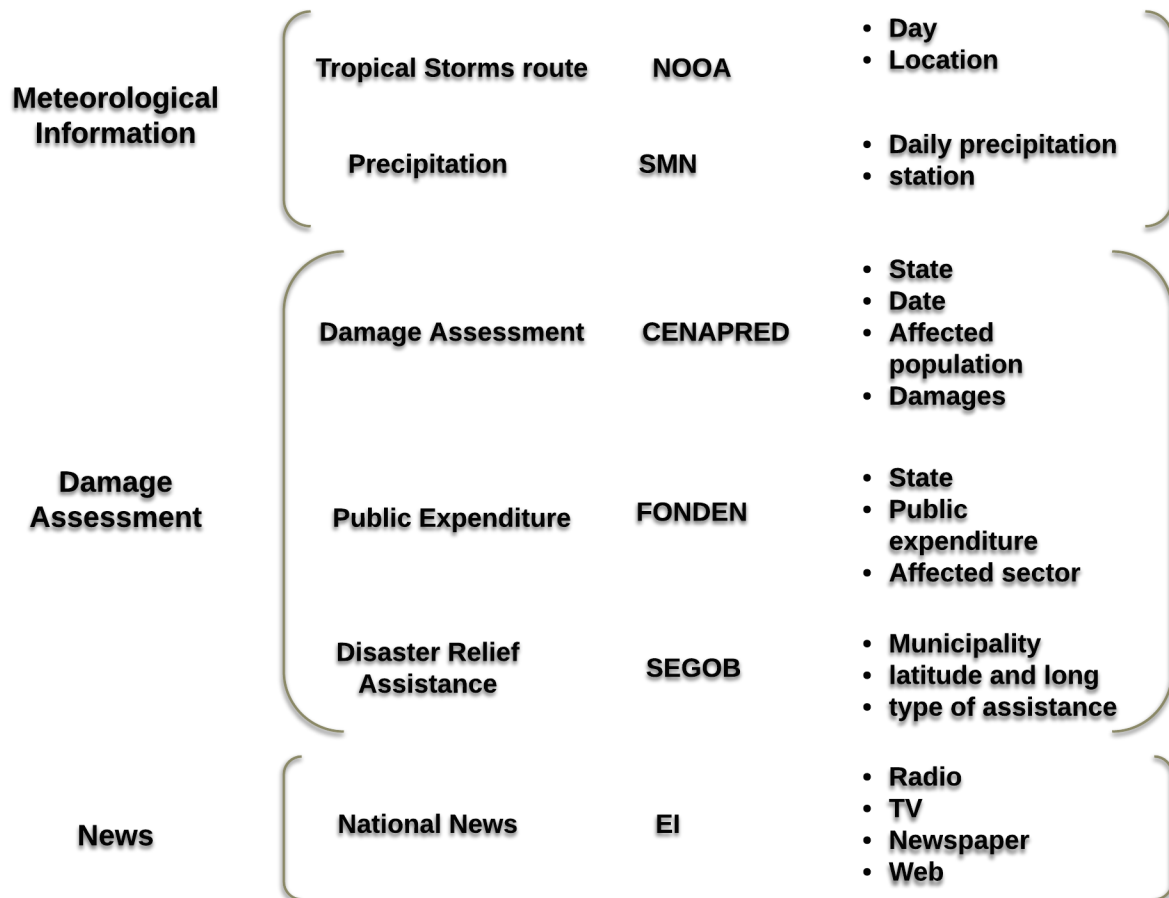 Meteorological
Information
Tropical Storms route
NOOA
• Day
• Location
Precipitation
SMN
• Daily precipitation
• station
Damage
Assessment
Damage Assessment
CENAPRED
• State
• Date
• Affected
population
• Damages
Public Expenditure
FONDEN
• State
• Public
expenditure
• Affected sector
Disaster Relief
Assistance
SEGOB
• Municipality
• latitude and long
• type of assistance
News
National News
EI
• Radio
• TV
• Newspaper
• Web